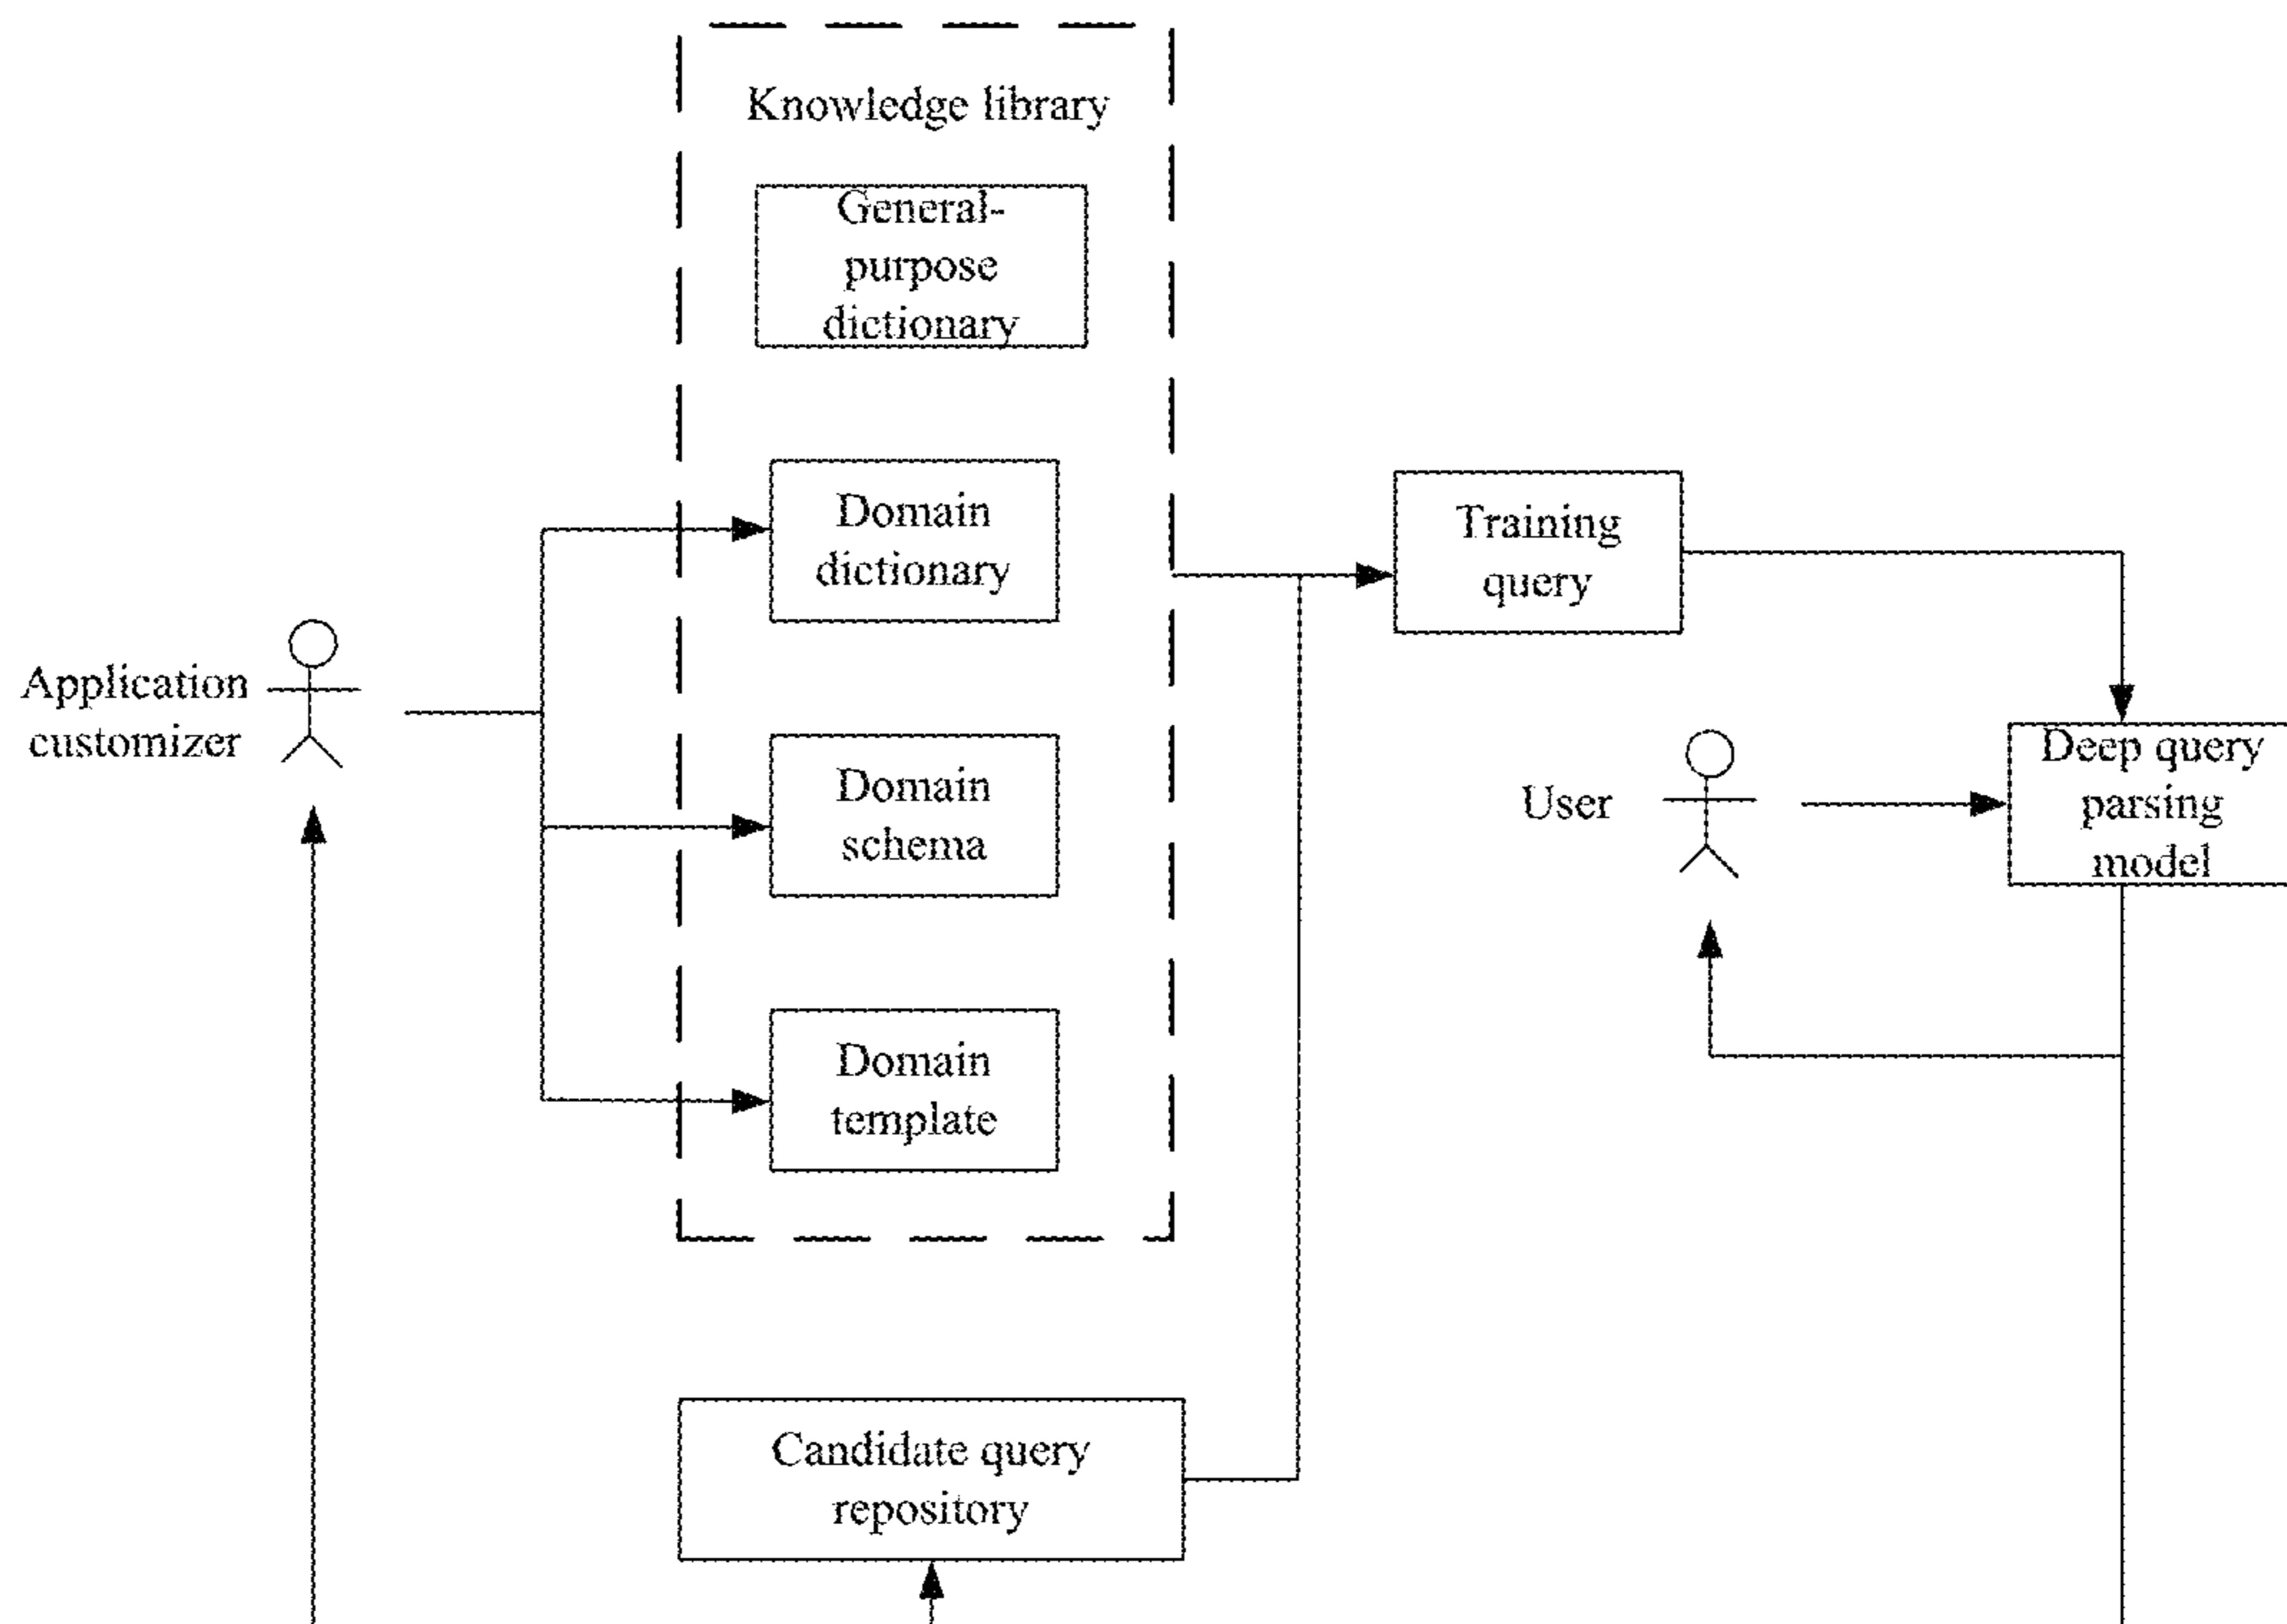 Knowledge library
General-
purpose
dictionary
Domain
dictionary
Training
query
Application
customizer
Domain
schema
User
Deep query
parsing
model
Domain
template
Candidate query
repository